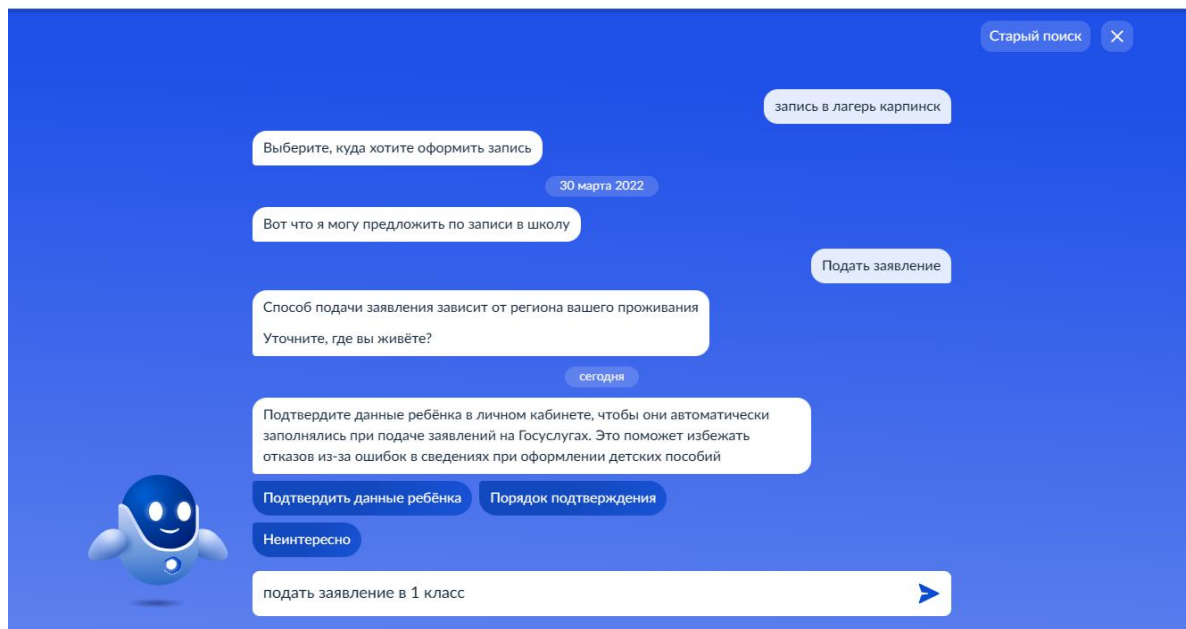 Старый поиск
запись в лагерь карпинск
Выберите, куда хотите оформить запись
30 марта 2022
Вот что я могу предложить по записи в школу
Подать заявление
Способ подачи заявления зависит от региона вашего проживания
Уточните, где вы живёте?
сегодня
Подтвердите данные ребёнка в личном кабинете, чтобы они автоматически
заполнялись при подаче заявлений на Госуслугах. Это поможет избежать
отказов из-за ошибок в сведениях при оформлении детских пособий
Подтвердить данные ребёнка Порядок подтверждения
Неинтересно
подать заявление в 1 класс